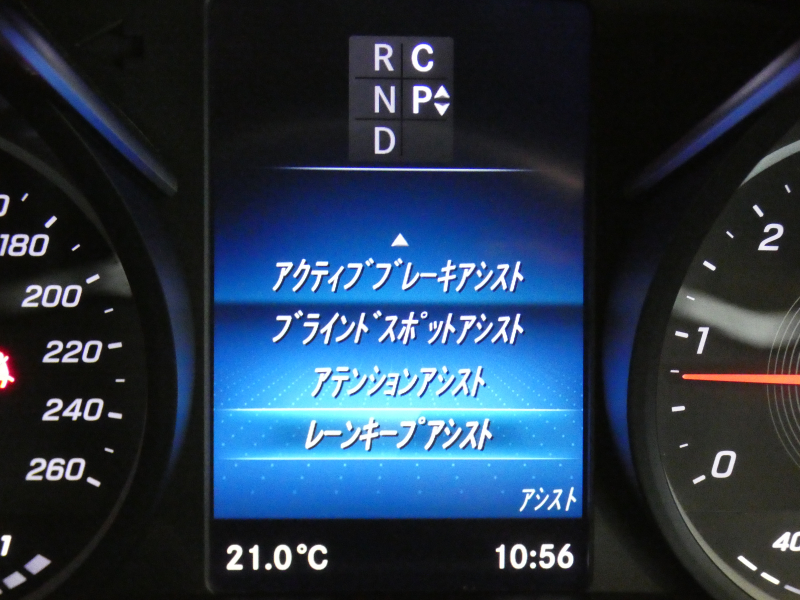 R C
N P
D
アクティブブレーキアシスト
ブラインドスポットアシスト
アテンションアシスト
レーンキープアシスト
アシスト
21.0°C 10:56
180
200
220
240
260
2
1
0
40